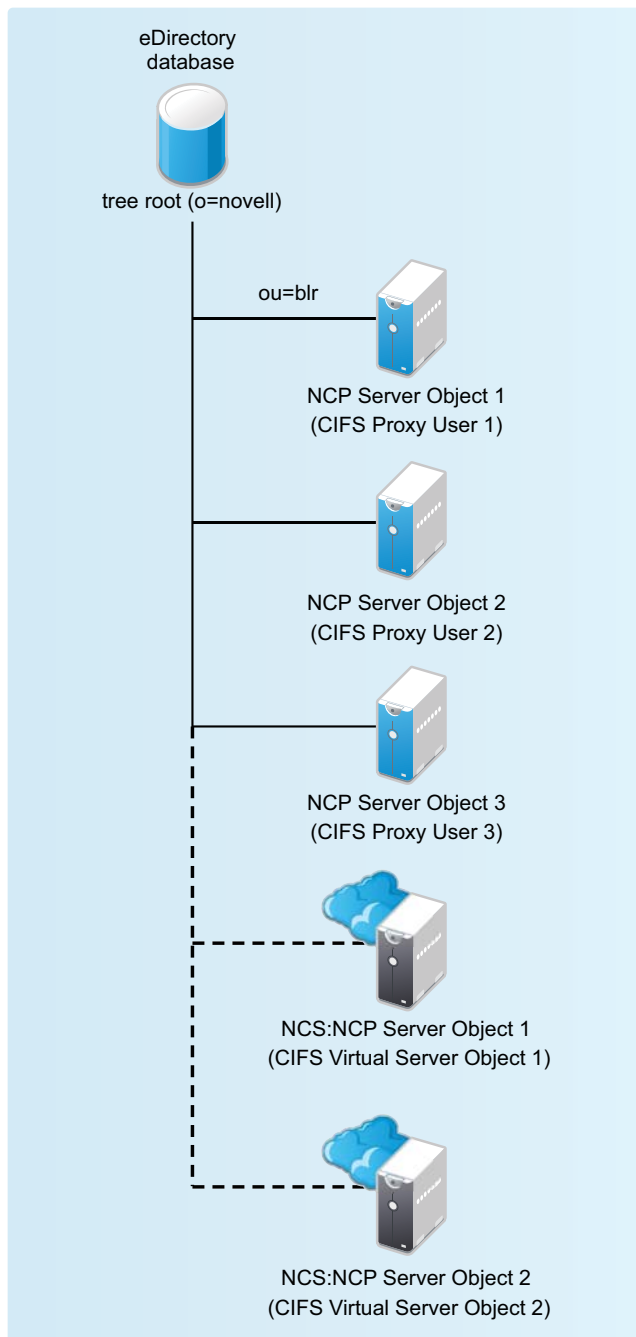 eDirectory
database
tree root (o=novell)
ou=blr
NCP Server Object 1
(CIFS Proxy User 1)
NCP Server Object 2
(CIFS Proxy User 2)
NCP Server Object 3
(CIFS Proxy User 3)
NCS:NCP Server Object 1
(CIFS Virtual Server Object 1)
NCS:NCP Server Object 2
(CIFS Virtual Server Object 2)